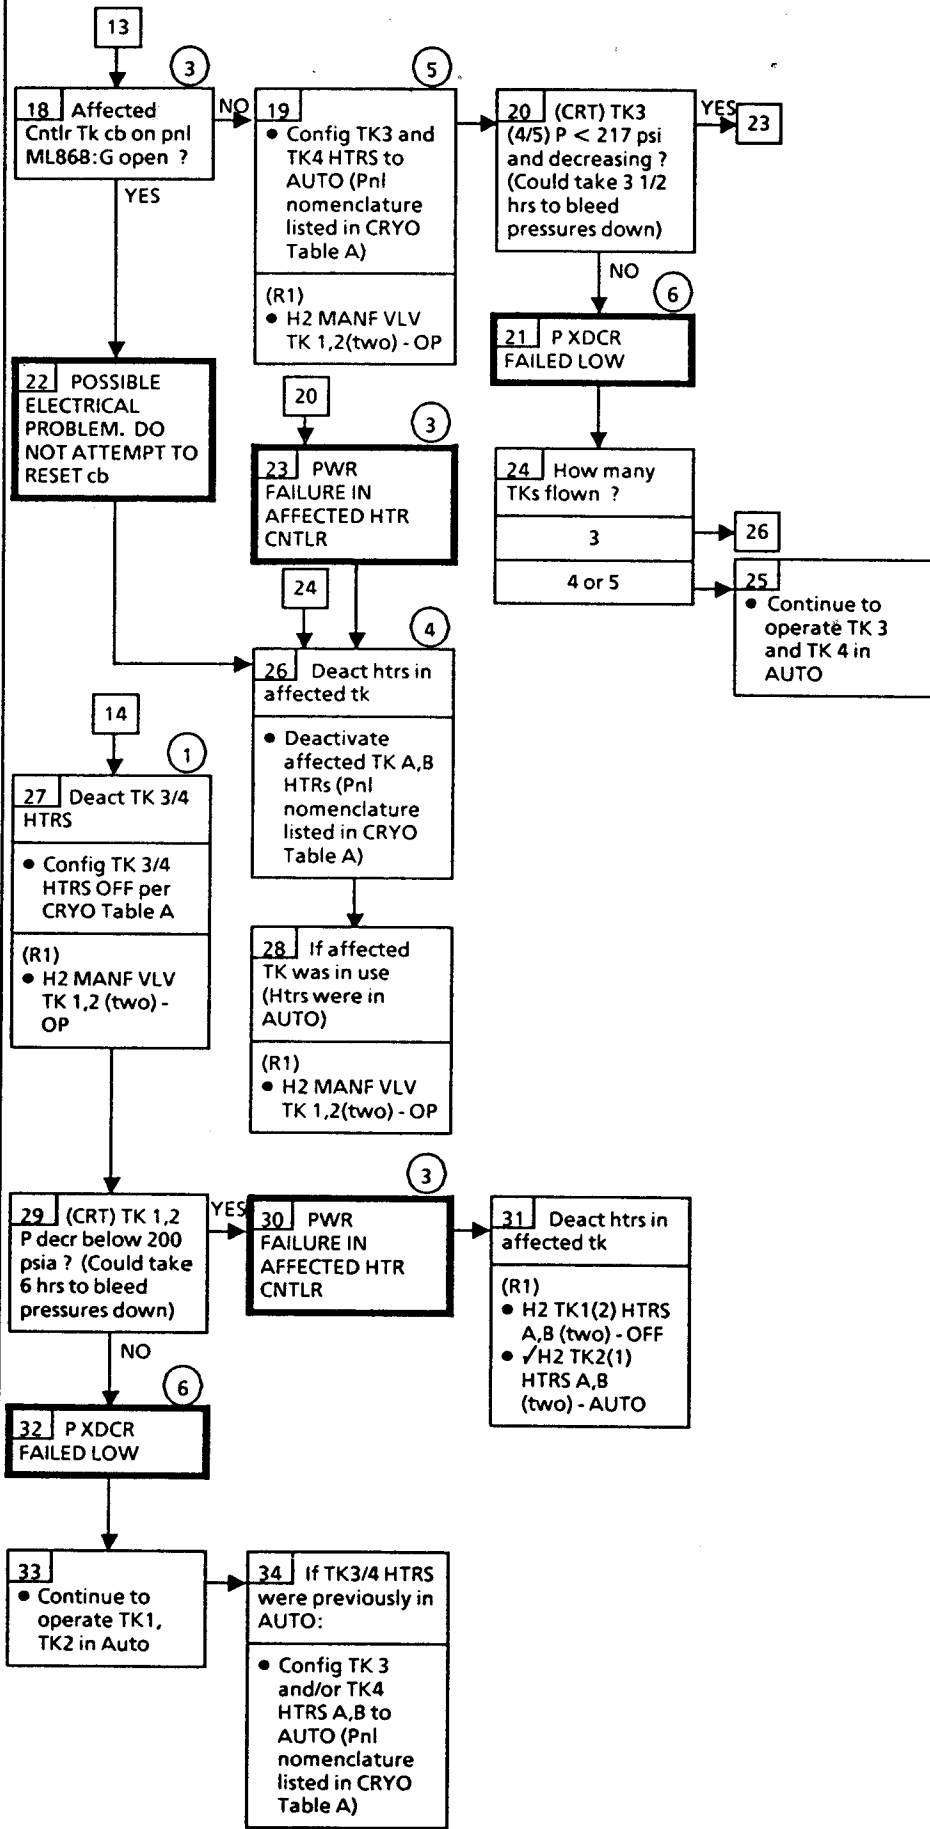 13
3
18 Affected
Cntlr Tk cb on pnl
ML86B:G open ?
NO
YES
5
19
● Config TK3 and
TK4 HTRS to
AUTO (Pnl
nomenclature
listed in CRYO
Table A)
(R1)
● H2 MANF VLV
TK 1,2(two) - OP
20 (CRT) TK3
(4/5) P < 217 psi
and decreasing ?
(Could take 3 1/2
hrs to bleed
pressures down)
YES
23
NO
6
21 P XDCR
FAILED LOW
22 POSSIBLE
ELECTRICAL
PROBLEM. DO
NOT ATTEMPT TO
RESET cb
20
3
23 PWR
FAILURE IN
AFFECTED HTR
CNTLR
24 How many
TKs flown ?
3
26
4 or 5
25
● Continue to
operate TK 3
and TK 4 in
AUTO
24
4
26 Deact htrs in
affected tk
● Deactivate
affected TK A,B
HTRs (Pnl
nomenclature
listed in CRYO
Table A)
14
1
27 Deact TK 3/4
HTRS
● Config TK 3/4
HTRS OFF per
CRYO Table A
(R1)
● H2 MANF VLV
TK 1,2 (two) -
OP
28 If affected
TK was in use
(Htrs were in
AUTO)
(R1)
● H2 MANF VLV
TK 1,2(two) - OP
29 (CRT) TK 1,2
P decr below 200
psia ? (Could take
6 hrs to bleed
pressures down)
YES
NO
3
30 PWR
FAILURE IN
AFFECTED HTR
CNTLR
31 Deact htrs in
affected tk
(R1)
● H2 TK1(2) HTRS
A,B (two) - OFF
● ✓H2 TK2(1)
HTRS A,B
(two) - AUTO
6
32 P XDCR
FAILED LOW
33
● Continue to
operate TK1,
TK2 in Auto
34 If TK3/4 HTRS
were previously in
AUTO:
● Config TK 3
and/or TK4
HTRS A,B to
AUTO (Pnl
nomenclature
listed in CRYO
Table A)